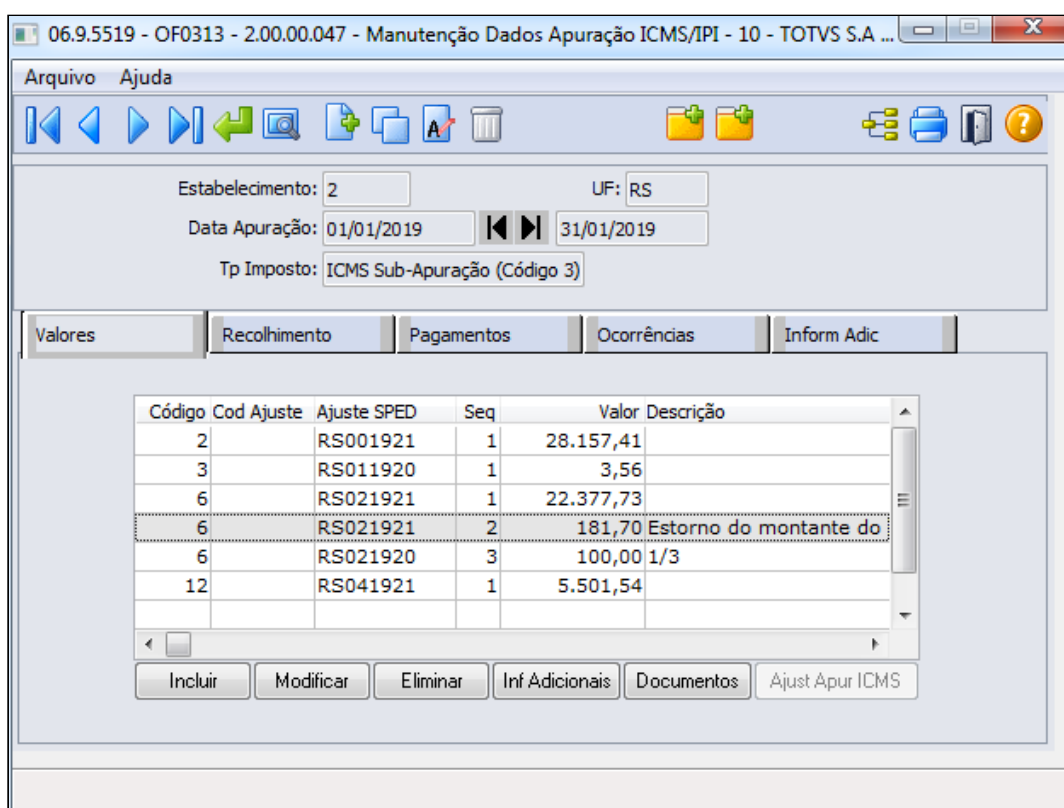 06.9.5519 - OF0313 - 2.00.00.047 - Manutenção Dados Apuração ICMS/IPI - 10 - TOTVS S.A ...
Arquivo Ajuda
Estabelecimento: 2 UF: RS
Data Apuração: 01/01/2019 31/01/2019
Tp Imposto: ICMS Sub-Apuração (Código 3)
Valores Recolhimento Pagamentos Ocorrências Inform Adic
Código Cod Ajuste Ajuste SPED Seq Valor Descrição
2 RS001921 1 28.157,41
3 RS011920 1 3,56
6 RS021921 1 22.377,73
6 RS021921 2 181,70 Estorno do montante do
6 RS021920 3 100,00 1/3
12 RS041921 1 5.501,54
Incluir Modificar Eliminar Inf Adicionais Documentos Ajust Apur ICMS